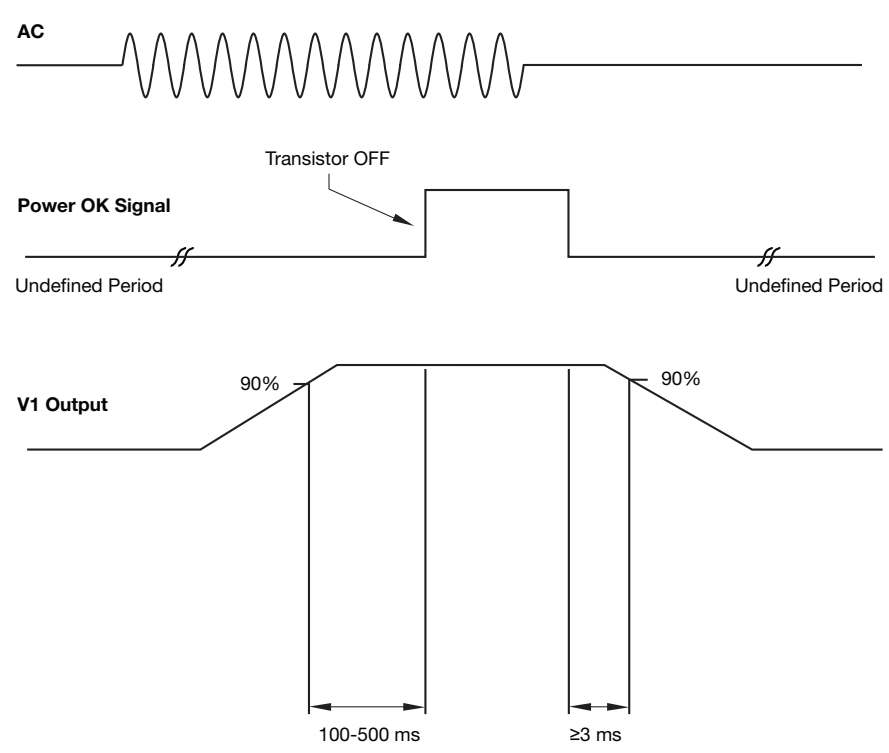 AC
Transistor OFF
Power OK Signal
Undefined Period
Undefined Period
90%
90%
V1 Output
100-500 ms
≥3 ms